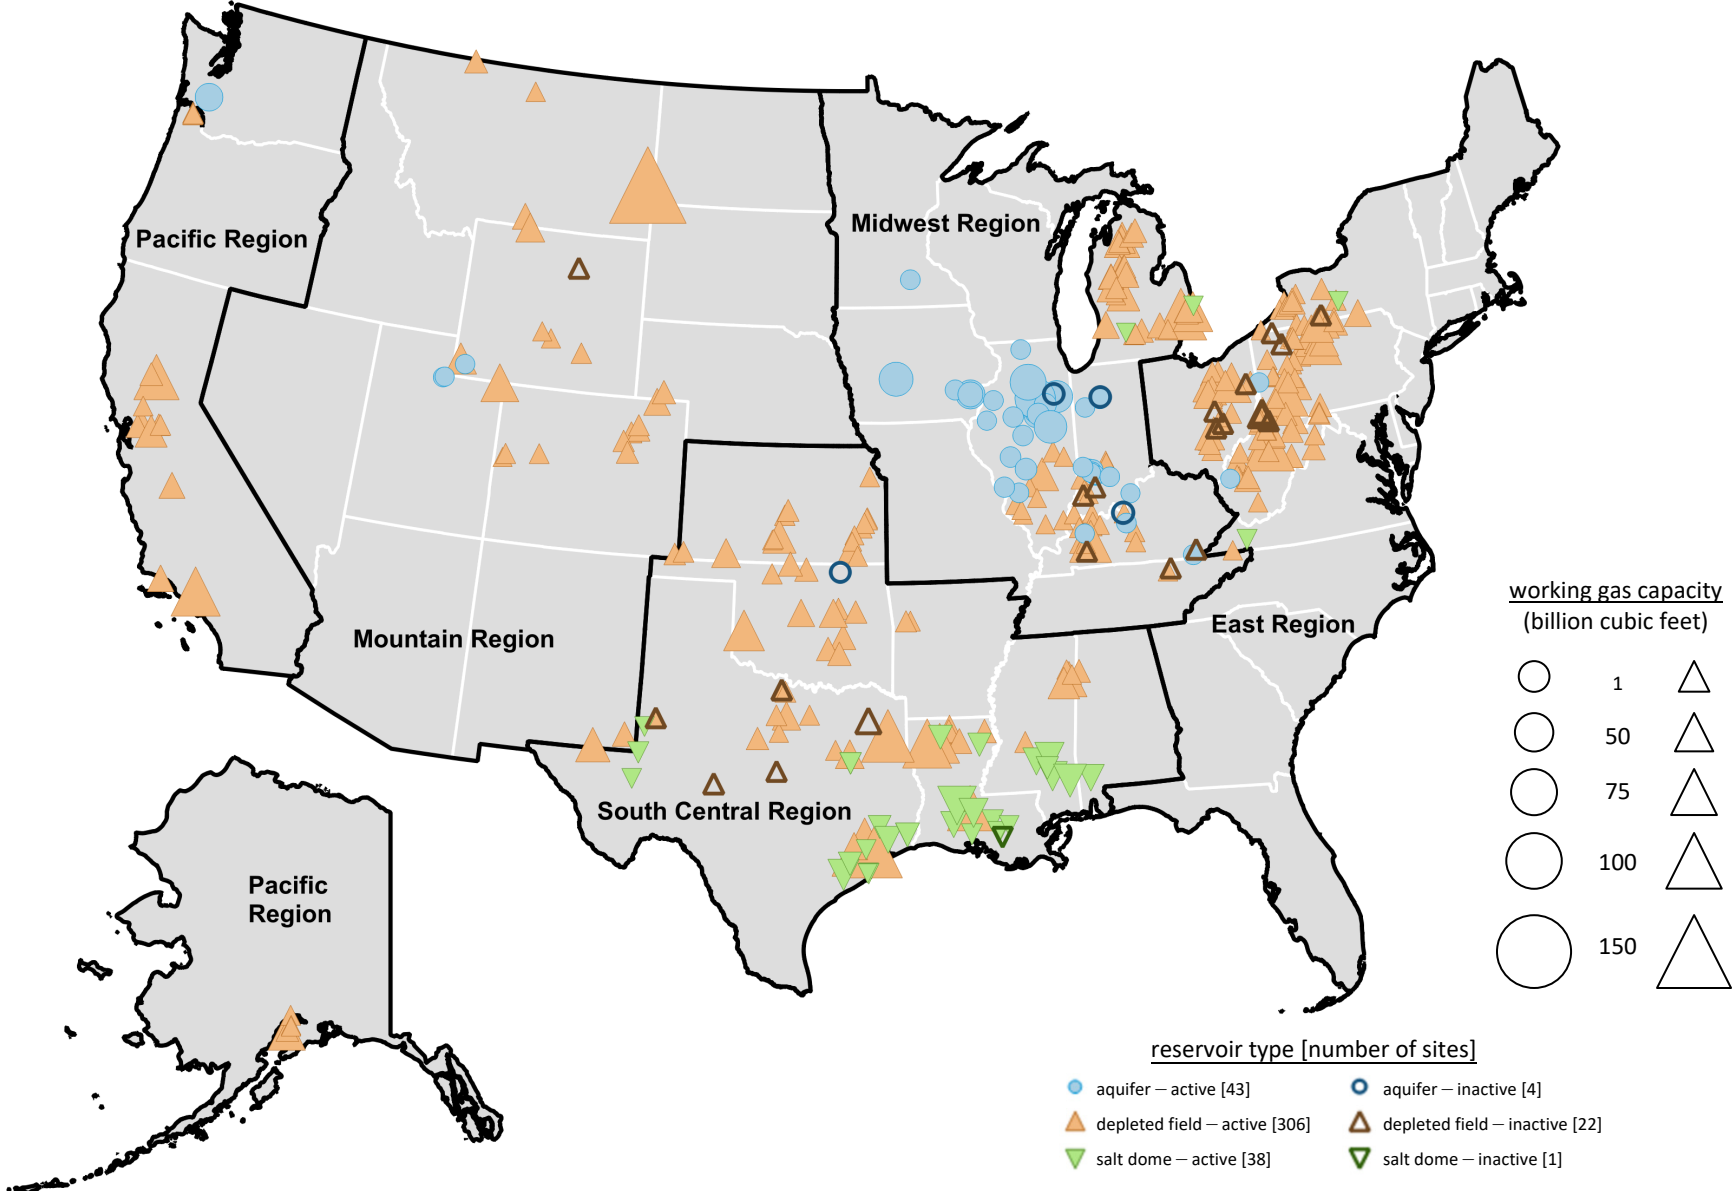 Pacific Region
Midwest Region
Mountain Region
East Region
South Central Region
Pacific
Region
working gas capacity
(billion cubic feet)
1
50
75
100
150
reservoir type [number of sites]
aquifer – active [43]
aquifer – inactive [4]
depleted field – active [306]
depleted field – inactive [22]
salt dome – active [38]
salt dome – inactive [1]